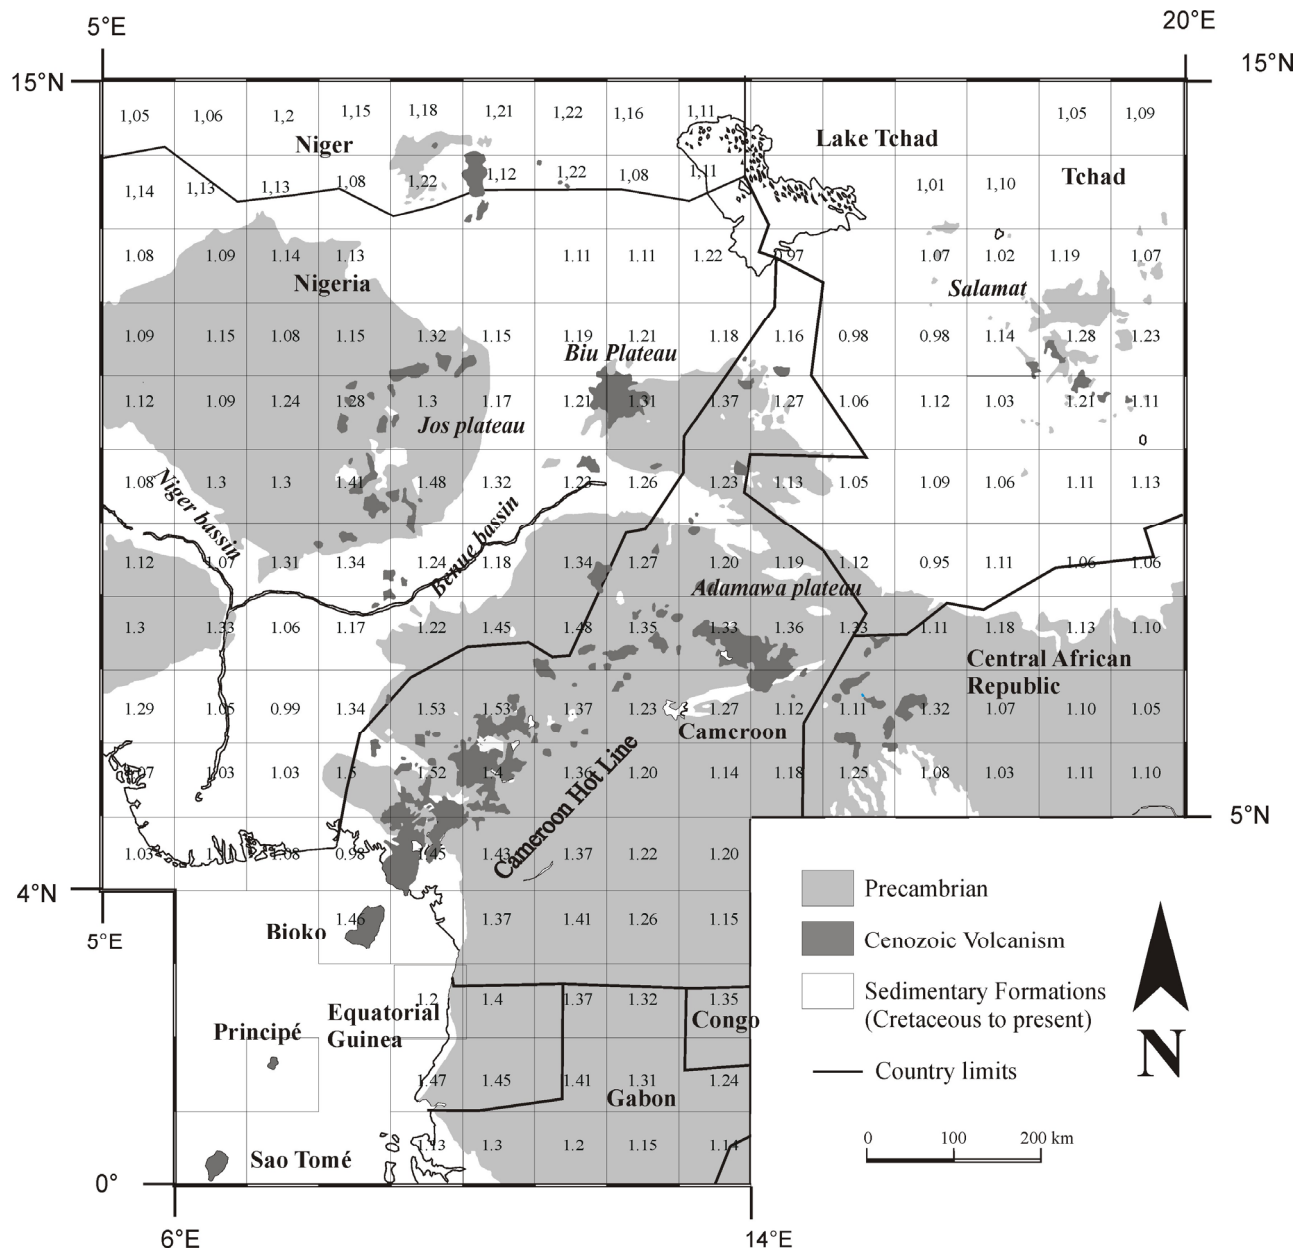 5°E
20°E
15°N
15°N
1,05 1,06 1,2 1,15 1,18 1,21 1,22 1,16 1,11 1,05 1,09
Niger
Lake Tchad
1,14 1,13 1,13 1,08 1,22 1,12 1,22 1,08 1,11 1,01 1,10
Tchad
1.08 1.09 1.14 1.13 1.11 1.11 1.22 0.97 1.07 1.02 1.19 1.07
Nigeria
Salamat
1.09 1.15 1.08 1.15 1.32 1.15 1.19 1.21 1.18 1.16 0.98 0.98 1.14 1.28 1.23
Biu Plateau
1.12 1.09 1.24 1.28 1.3 1.17 1.21 1.31 1.37 1.27 1.06 1.12 1.03 1.21 1.11
Jos plateau
1.08 1.3 1.3 1.41 1.48 1.32 1.22 1.26 1.23 1.13 1.05 1.09 1.06 1.11 1.13
Niger bassin
Benue bassin
1.12 1.07 1.31 1.34 1.24 1.18 1.34 1.27 1.20 1.19 1.12 0.95 1.11 1.06 1.06
Adamawa plateau
1.3 1.33 1.06 1.17 1.22 1.45 1.48 1.35 1.33 1.36 1.33 1.11 1.18 1.13 1.10
Central African
Republic
1.29 1.05 0.99 1.34 1.53 1.53 1.37 1.23 1.27 1.12 1.11 1.32 1.07 1.10 1.05
Cameroon
Cameroon Hot Line
1.07 1.03 1.03 1.5 1.52 1.4 1.36 1.20 1.14 1.18 1.25 1.08 1.03 1.11 1.10
5°N
1.03 1.08 0.98 1.45 1.43 1.37 1.22 1.20
4°N
5°E
1.46 1.37 1.41 1.26 1.15
Bioko
1.2 1.4 1.37 1.32 1.35
Equatorial
Guinea
Congo
Principé
1.47 1.45 1.41 1.31 1.24
Gabon
1.13 1.3 1.2 1.15 1.14
Sao Tomé
0°
6°E
14°E
Precambrian
Cenozoic Volcanism
Sedimentary Formations
(Cretaceous to present)
Country limits
N
0 100 200 km